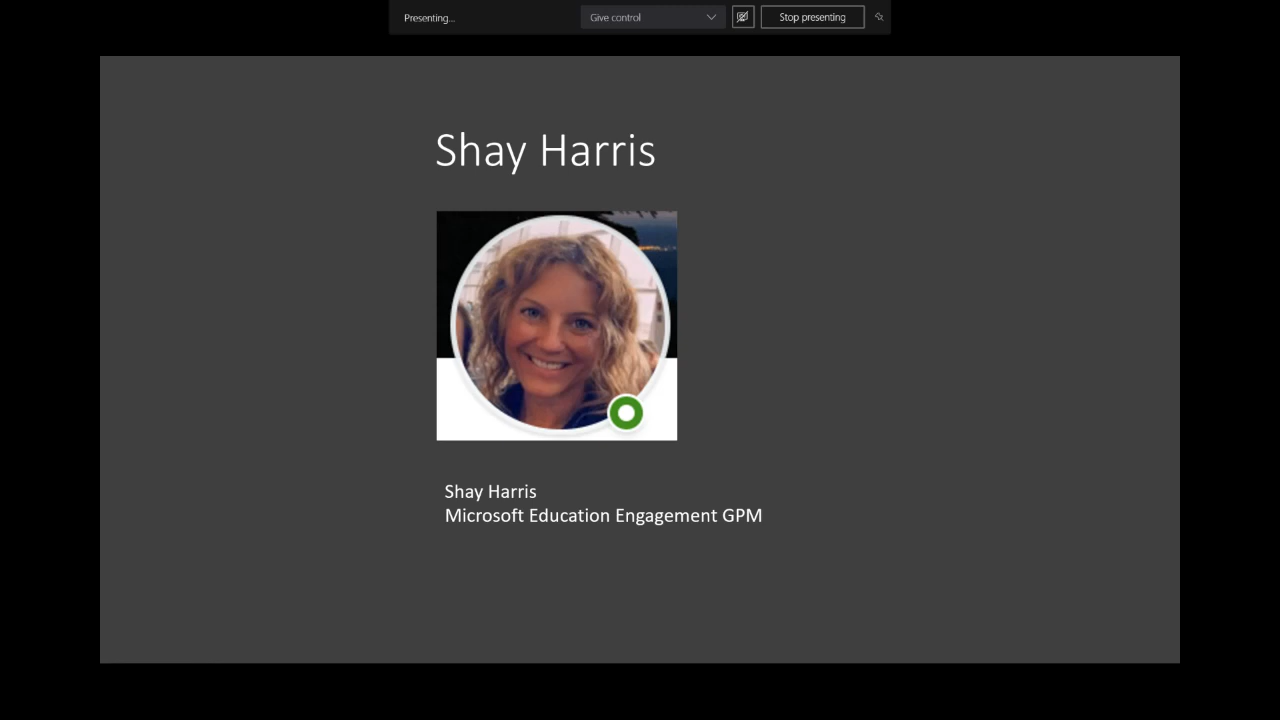 Presenting...
Give control
Stop presenting
Shay Harris
Shay Harris
Microsoft Education Engagement GPM